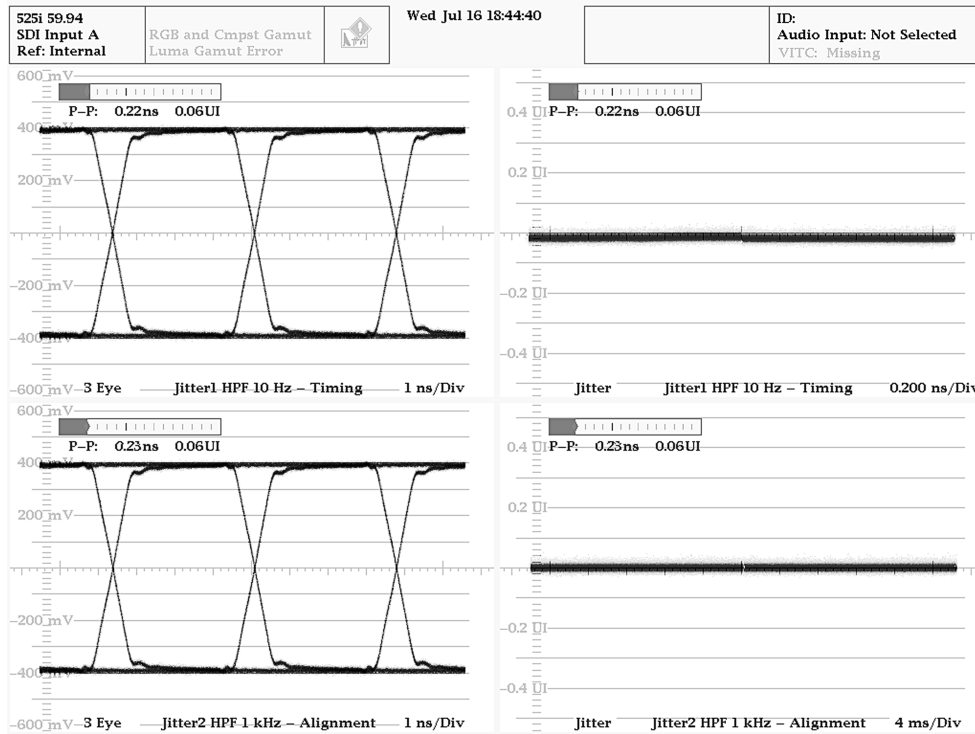 525i 59.94
SDI Input A
Ref: Internal
RGB and Cmpst Gamut
Luma Gamut Error
Wed Jul 16 18:44:40
ID:
Audio Input: Not Selected
VITC: Missing
600 mV
P-P: 0.22ns 0.06UI
400 mV
200 mV
-200 mV
-400 mV
-600 mV
3 Eye Jitter1 HPF 10 Hz - Timing 1 ns/Div
0.4 UI
P-P: 0.22ns 0.06UI
0.2 UI
-0.2 UI
-0.4 UI
Jitter Jitter1 HPF 10 Hz - Timing 0.200 ns/Div
600 mV
P-P: 0.23ns 0.06UI
400 mV
200 mV
-200 mV
-400 mV
-600 mV
3 Eye Jitter2 HPF 1 kHz - Alignment 1 ns/Div
P-P: 0.23ns 0.06UI
0.4 UI
0.2 UI
-0.2 UI
-0.4 UI
Jitter Jitter2 HPF 1 kHz - Alignment 4 ms/Div